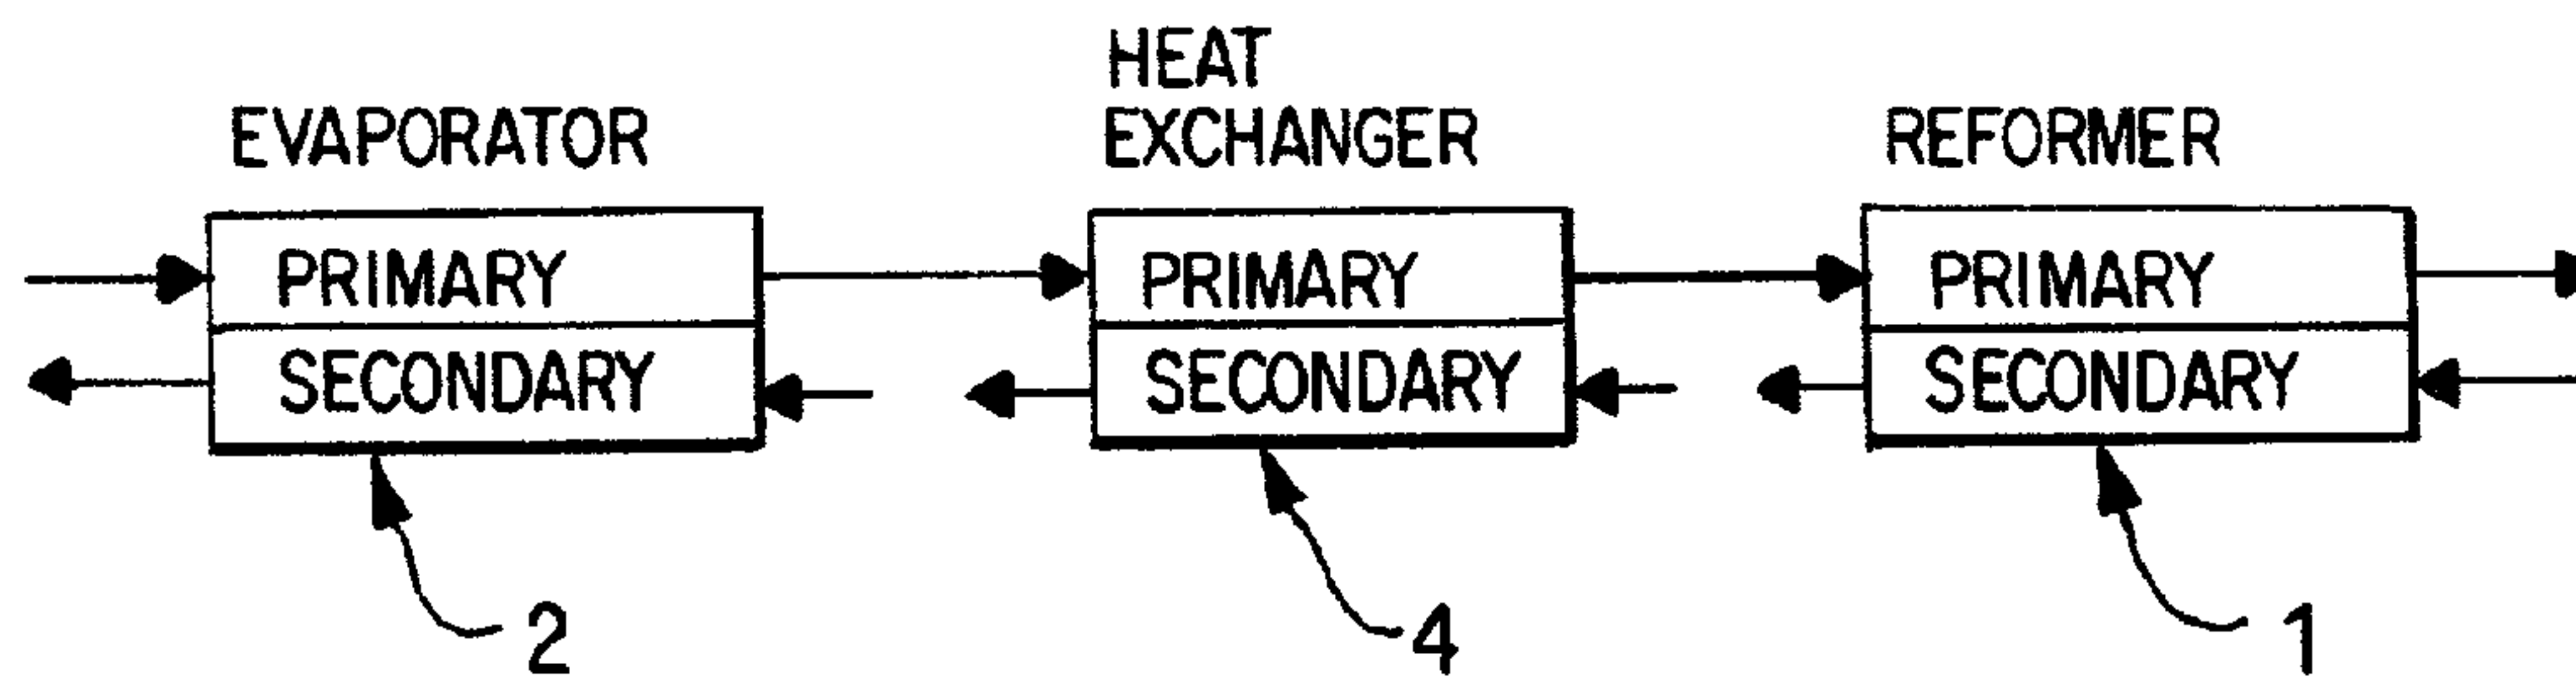 HEAT
EVAPORATOR EXCHANGER REFORMER
PRIMARY PRIMARY PRIMARY
SECONDARY SECONDARY SECONDARY
2 4 1